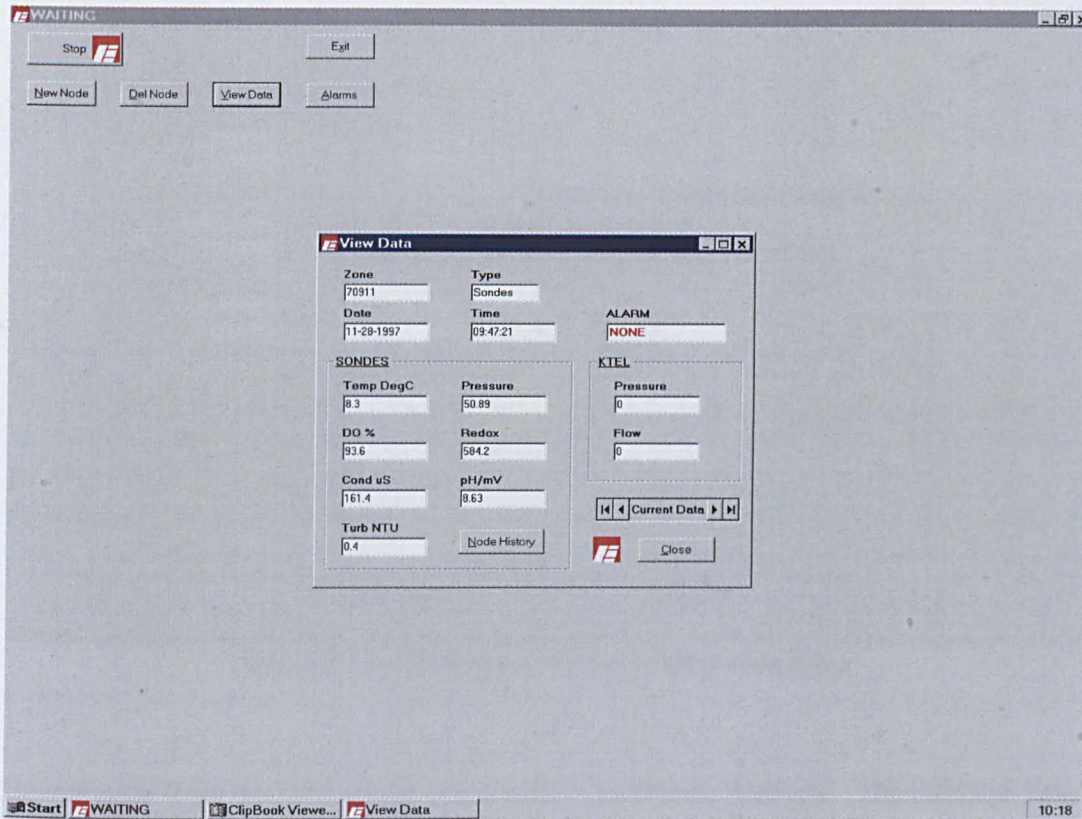 WAITING
Stop
Exit
New Node
Del Node
View Data
Alarms
View Data
Zone
Type
70911
Sondes
Date
Time
ALARM
11-28-1997
09:47:21
NONE
SONDES
KTEL
Temp DegC
Pressure
Pressure
8.3
50.89
0
DO %
Redox
Flow
93.6
584.2
0
Cond uS
pH/mV
161.4
8.63
Current Data
Turb NTU
0.4
Node History
Close
Start
WAITING
ClipBook Viewe...
View Data
10:18